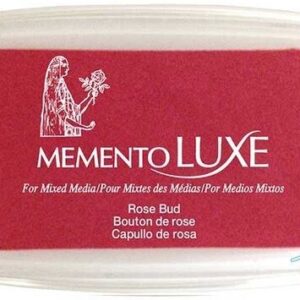 MEMENTO LUXE
For Mixed Media/Pour Mixtes des Médias/Por Medios Mixtos
Rose Bud
Bouton de rose
Capullo de rosa